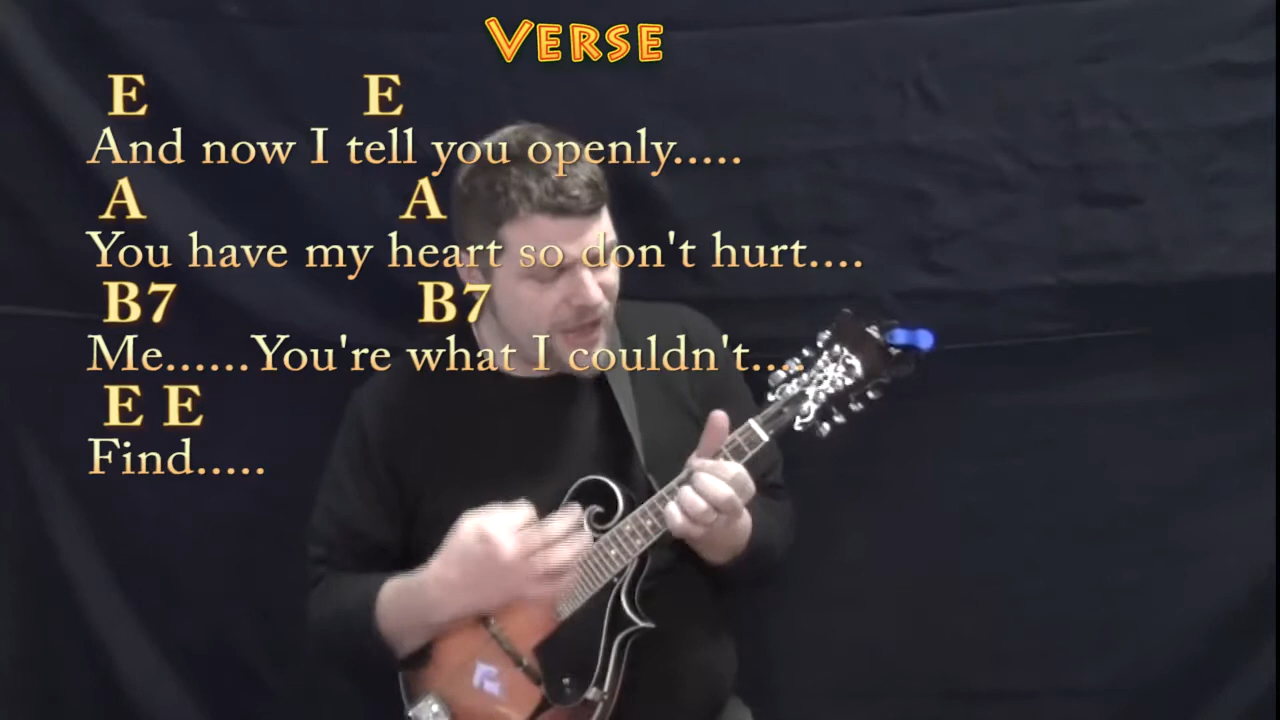 VERSE
E E
And now I tell you openly.....
A A
You have my heart so don't hurt....
B7 B7
Me......You're what I couldn't....
E E
Find.....